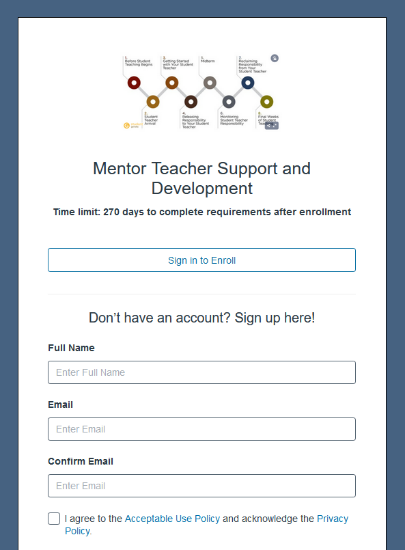 1.
Before Student
Teaching Begins
3.
Getting Started
with Your Student
Teacher
5.
Midterm
7.
Reclaiming
Responsibility
from Your
Student Teacher
2.
Student
Teacher
Arrival
4.
Releasing
Responsibility
to Your Student
Teacher
6.
Monitoring
Student Teacher
Responsibility
8.
Final Weeks
of Student
Mentor Teacher Support and
Development
Time limit: 270 days to complete requirements after enrollment
Sign in to Enroll
Don't have an account? Sign up here!
Full Name
Enter Full Name
Email
Enter Email
Confirm Email
Enter Email
I agree to the Acceptable Use Policy and acknowledge the Privacy
Policy.